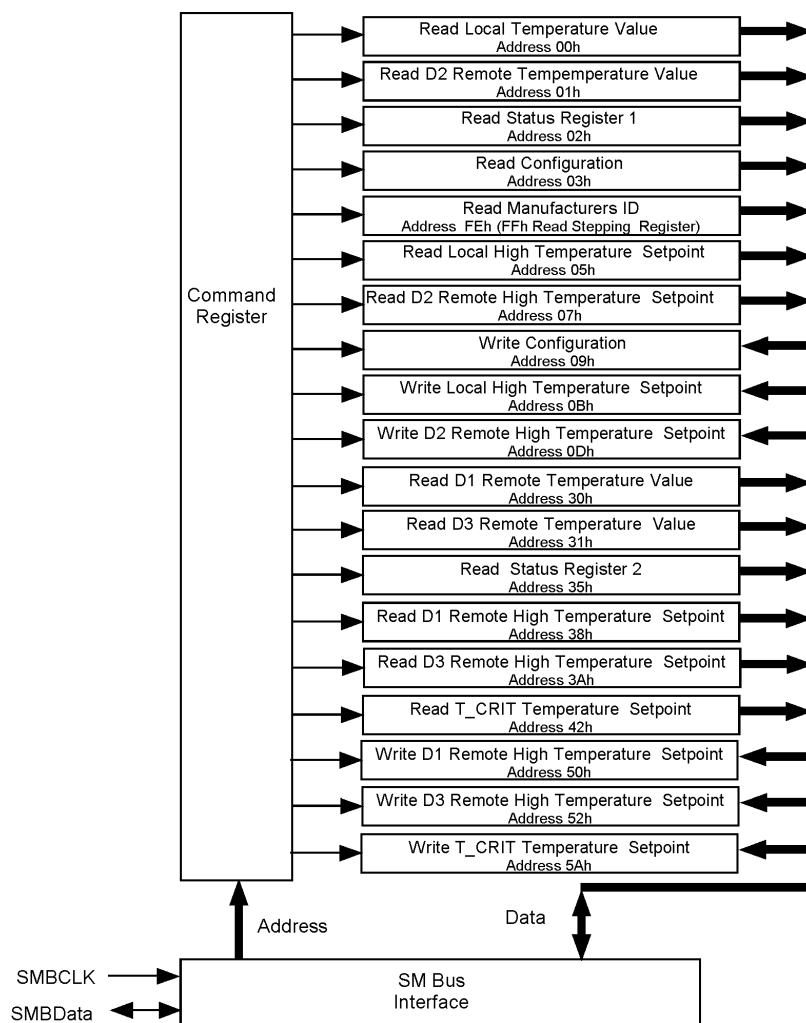 Read Local Temperature Value
Address 00h
Read D2 Remote Tempemperature Value
Address 01h
Read Status Register 1
Address 02h
Read Configuration
Address 03h
Read Manufacturers ID
Address FEh (FFh Read Stepping Register)
Read Local High Temperature Setpoint
Address 05h
Read D2 Remote High Temperature Setpoint
Address 07h
Command
Register
Write Configuration
Address 09h
Write Local High Temperature Setpoint
Address 0Bh
Write D2 Remote High Temperature Setpoint
Address 0Dh
Read D1 Remote Temperature Value
Address 30h
Read D3 Remote Temperature Value
Address 31h
Read Status Register 2
Address 35h
Read D1 Remote High Temperature Setpoint
Address 38h
Read D3 Remote High Temperature Setpoint
Address 3Ah
Read T_CRIT Temperature Setpoint
Address 42h
Write D1 Remote High Temperature Setpoint
Address 50h
Write D3 Remote High Temperature Setpoint
Address 52h
Write T_CRIT Temperature Setpoint
Address 5Ah
Address
Data
SMBCLK
SMBData
SM Bus
Interface